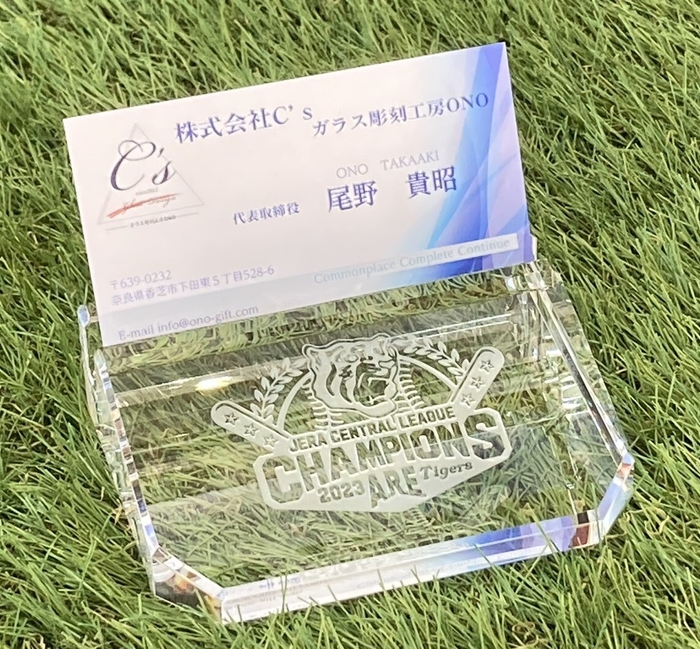 株式会社C's
ガラス彫刻工房ONO
C's
ONO TAKAAKI
代表取締役 尾野 貴昭
〒639-0232
奈良県香芝市下田東5丁目528-6
Commonplace Complete Continue
E-mail info@ono-gift.com
JERA CENTRAL LEAGUE
CHAMPIONS
2023 ARE Tigers